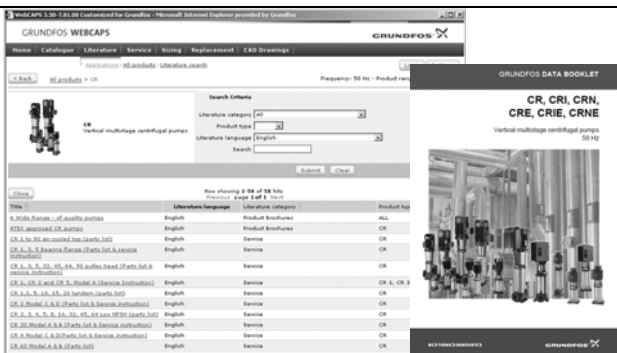 WebCAPS 3.30-7.01.00 Customized for Grundfos - Microsoft Internet Explorer provided by Grundfos
GRUNDFOS WEBCAPS
GRUNDFOS
Home Catalogue Literature Service Sizing Replacement CAD Drawings
Applications All products Literature search
< Back All products > CR
Frequency: 50 Hz - Product rang
Search Criteria
Literature category All
CR
Vertical multistage centrifugal pumps
Product type
Literature language English
Search
Submit Clear
Close
Now showing 1-58 of 58 hits
Previous page 1 of 1 Next
Title Literature language Literature category Product typ
A Wide Range - of quality pumps English Product Brochures ALL
ATEX approved CR pumps English Product Brochures CR
CR 1 to 90 air-cooled top (parts list) English Service CR
CR 1, 3, 5 Bearing flange (Parts list & service instruction) English Service CR
CR 1, 3, 5, 32, 45, 64, 90 pulley head (Parts list & service instruction) English Service CR
CR 1, CR 3 and CR 5, Model A (Service Instruction) English Service CR 1, CR 3
CR 1,3, 5, 10, 15, 20 tandem (parts list) English Service CR
CR 2 Model C & D (Parts list & Service instruction) English Service CR
CR 2, 3, 4, 5, 8, 16, 32, 45, 64 Low NPSH (parts list) English Service CR
CR 30 Model A & B (Parts list & Service instruction) English Service CR
CR 4 Model C & D(Parts list & Service instruction) English Service CR
CR 60 Model A & B (Parts list) English Service CR
GRUNDFOS DATA BOOKLET
CR, CRI, CRN,
CRE, CRIE, CRNE
Vertical multistage centrifugal pumps
50 Hz
BE THINK INNOVATE
GRUNDFOS